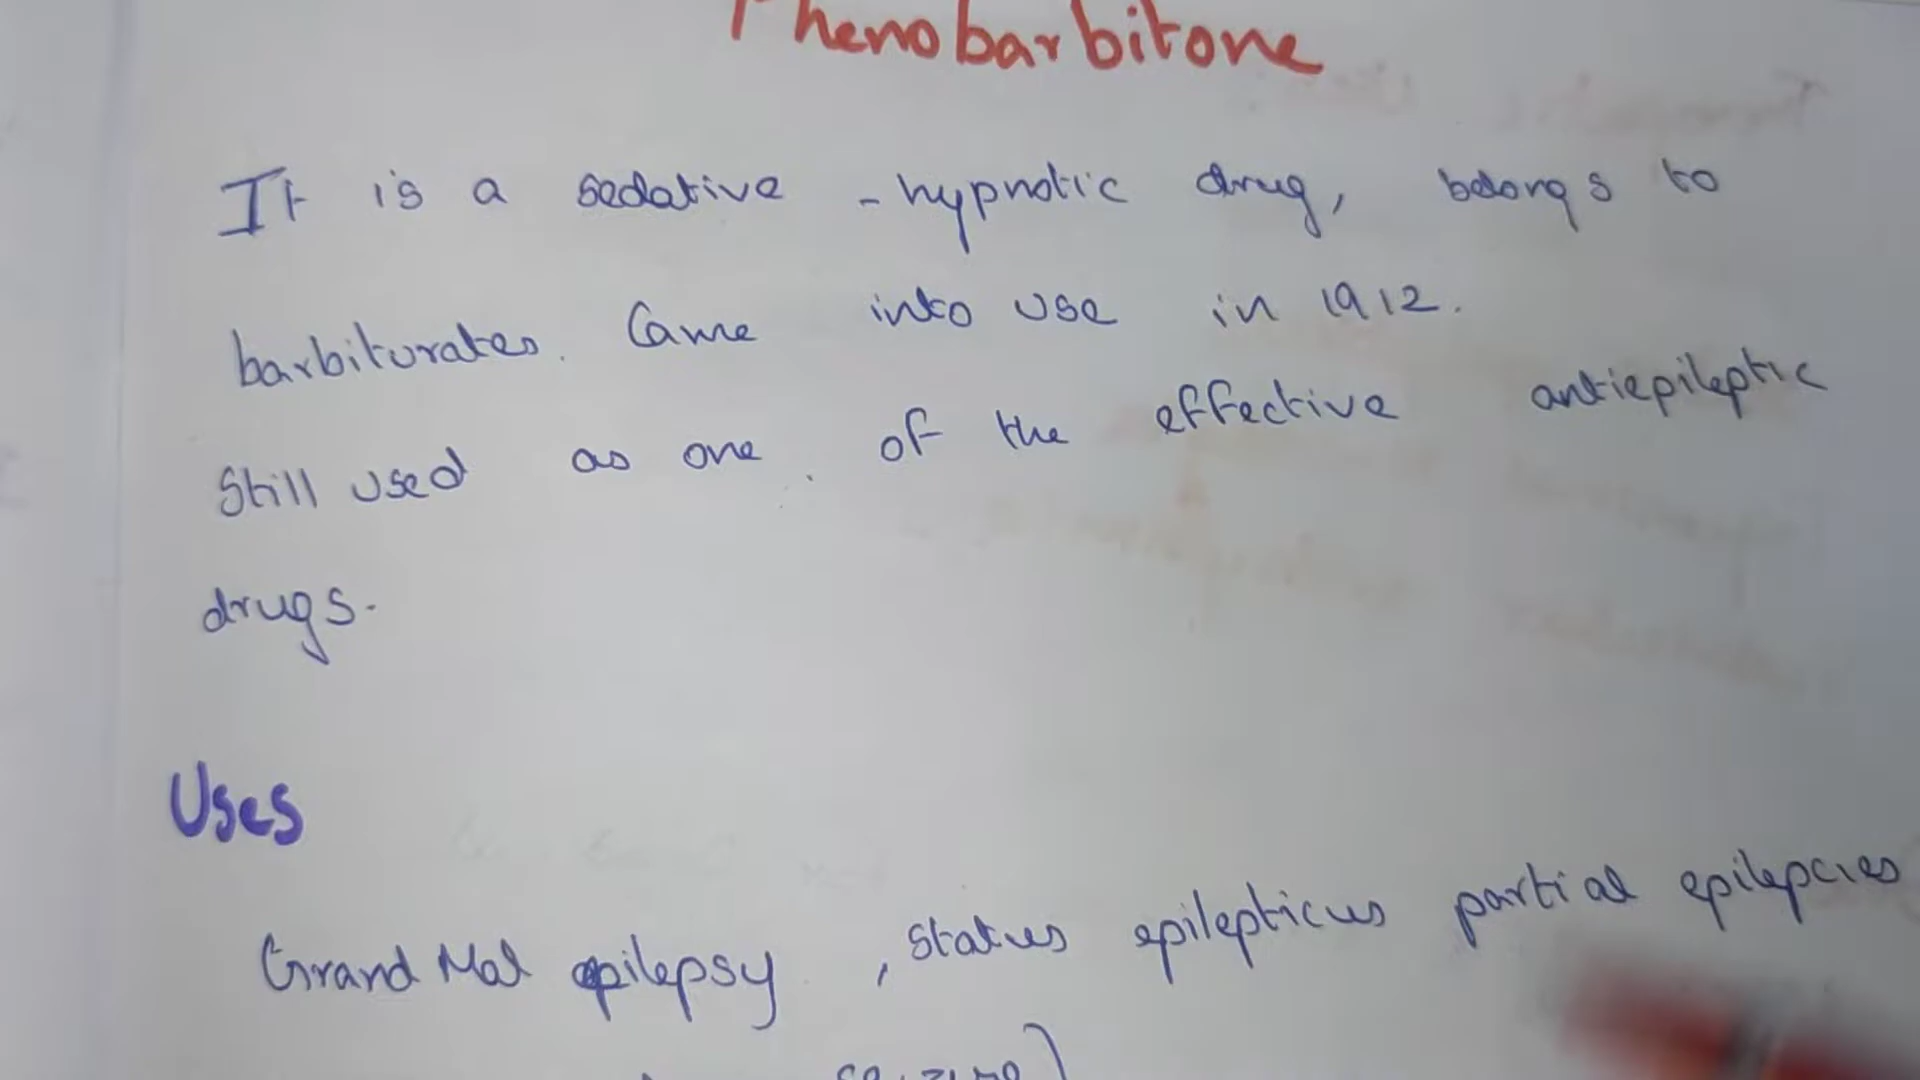 Phenobarbitone
It is a sedative - hypnotic drug, belongs to
barbiturates. Came into use in 1912.
Still used as one of the effective antiepileptic
drugs.
Uses
Grand Mal epilepsy, status epilepticus partial epilepcies